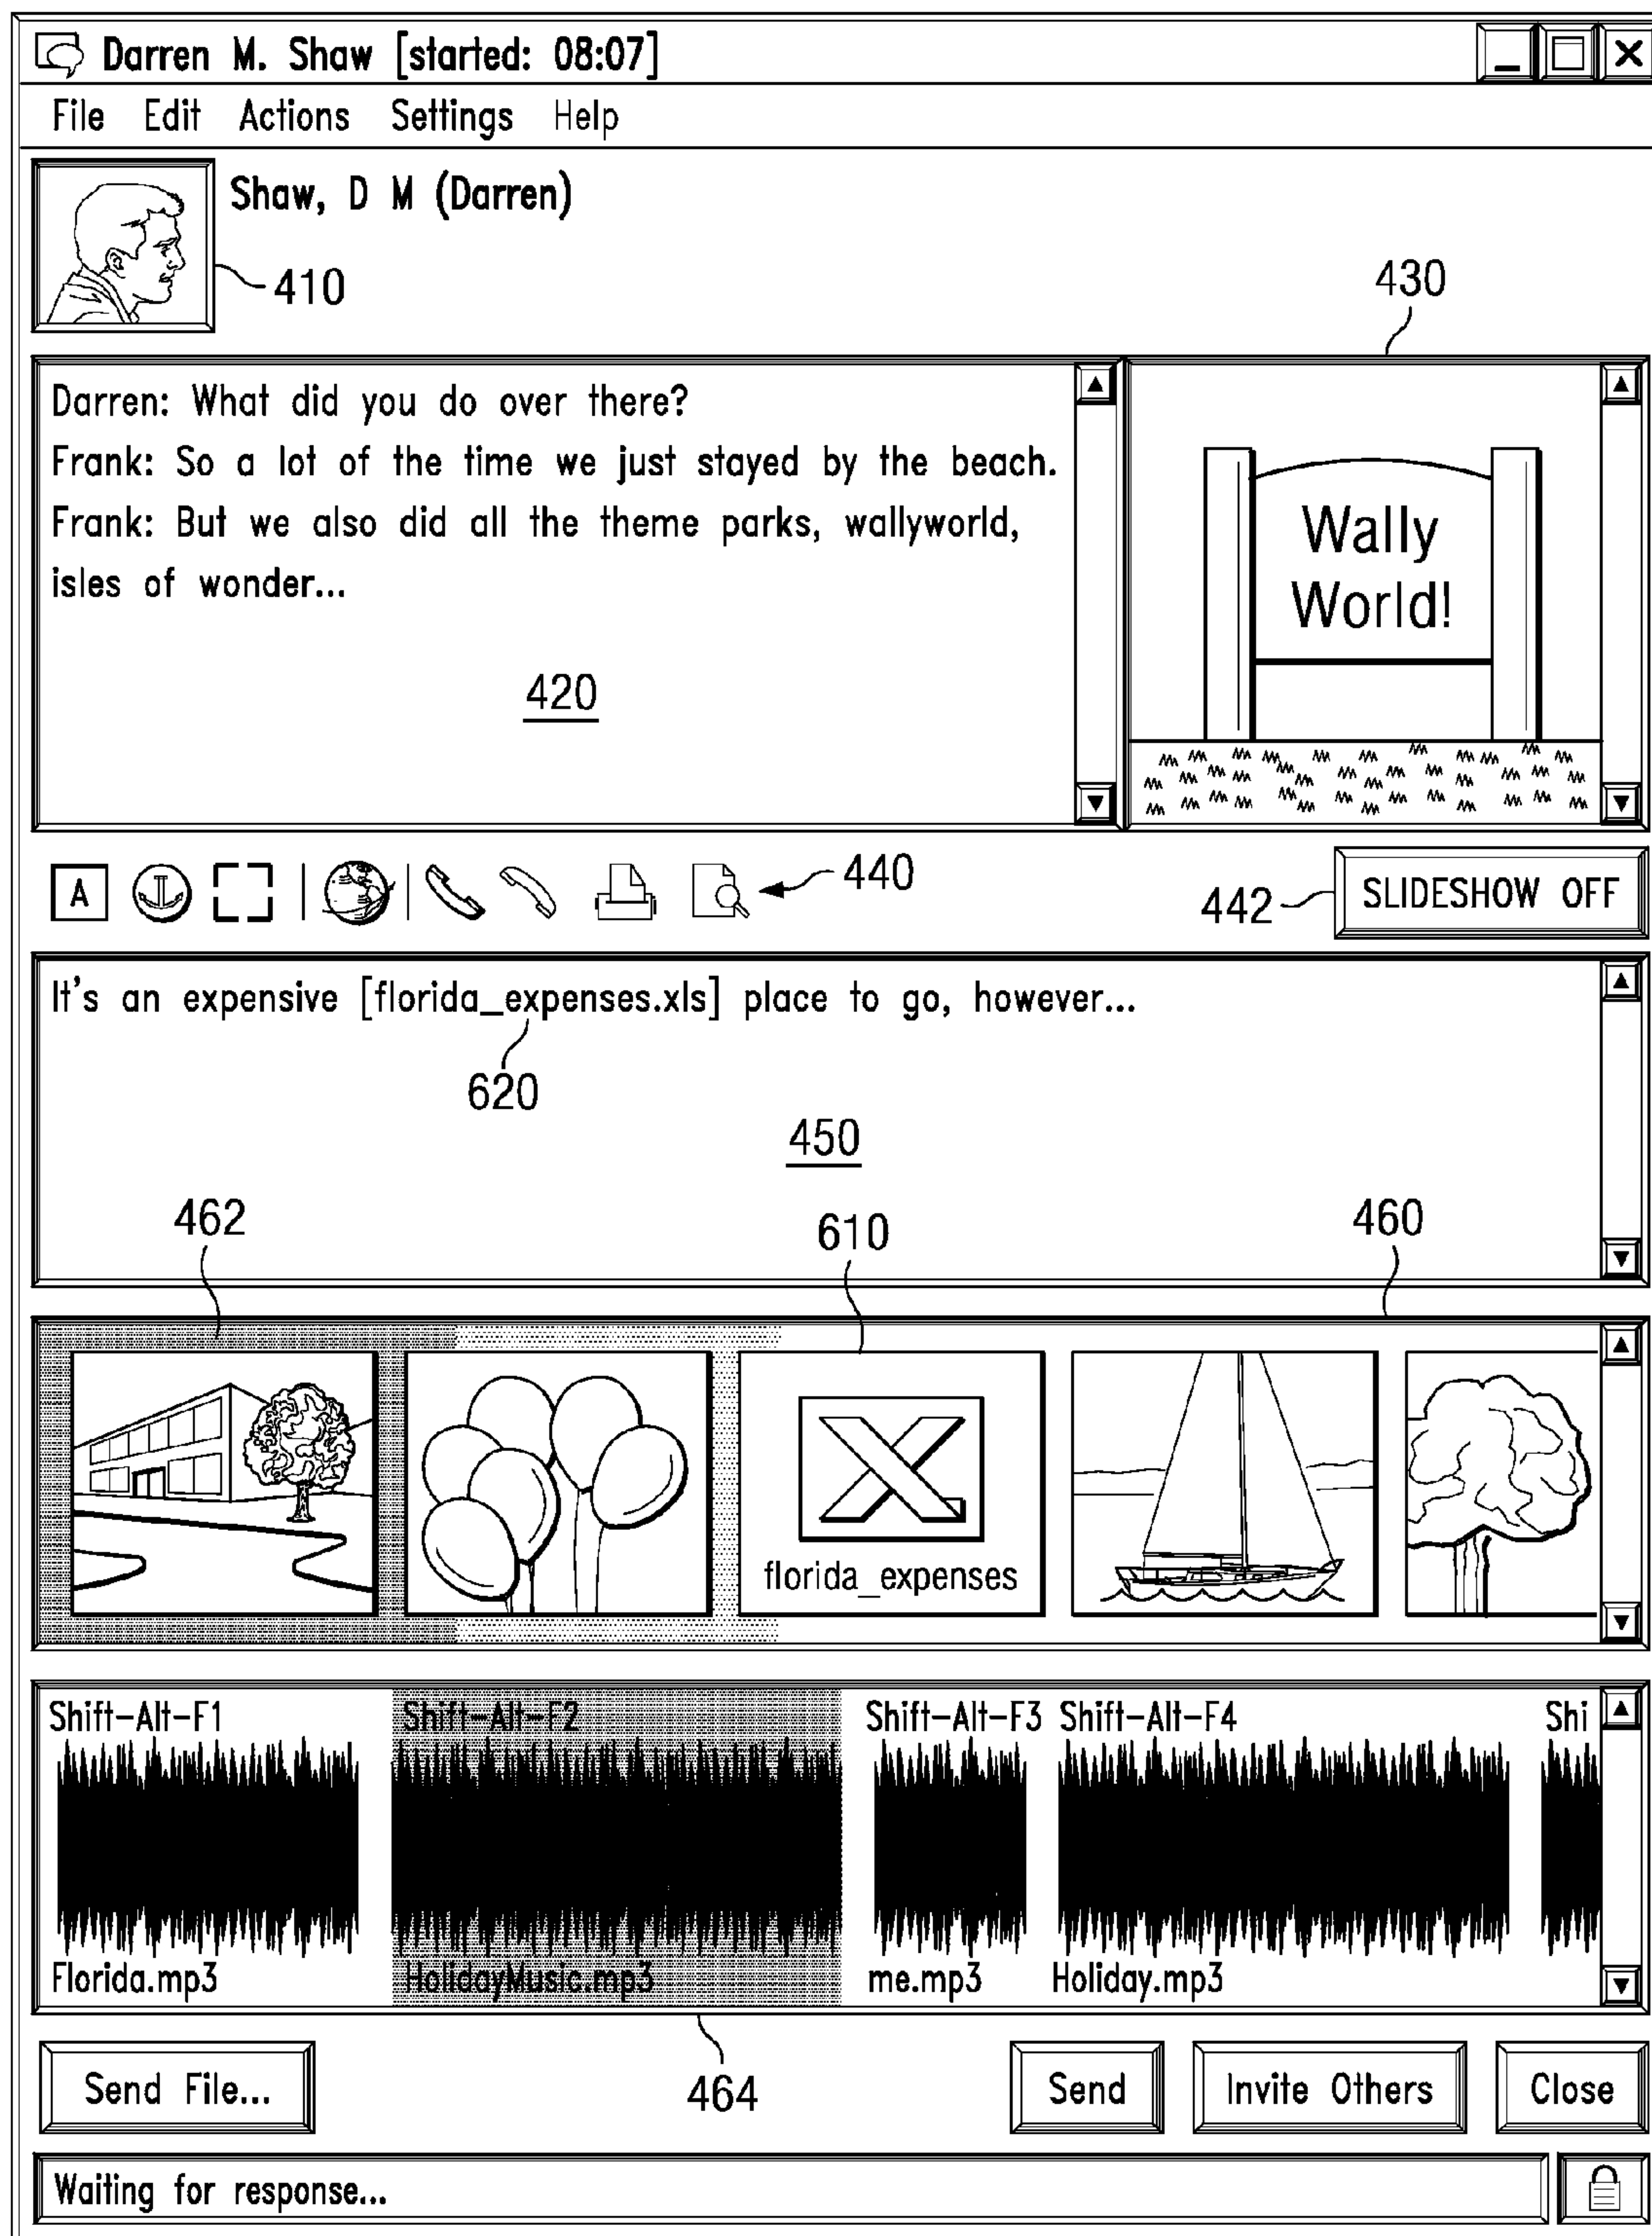 Darren M. Shaw [started: 08:07]
File Edit Actions Settings Help
Shaw, D M (Darren)
410
430
Darren: What did you do over there?
Frank: So a lot of the time we just stayed by the beach.
Frank: But we also did all the theme parks, wallyworld,
isles of wonder...
420
Wally
World!
A
440
442
SLIDESHOW OFF
It's an expensive [florida_expenses.xls] place to go, however...
620
450
462
610
460
X
florida_expenses
Shift-Alt-F1 Shift-Alt-F2 Shift-Alt-F3 Shift-Alt-F4 Shi
Florida.mp3 HolidayMusic.mp3 me.mp3 Holiday.mp3
464
Send File... Send Invite Others Close
Waiting for response...